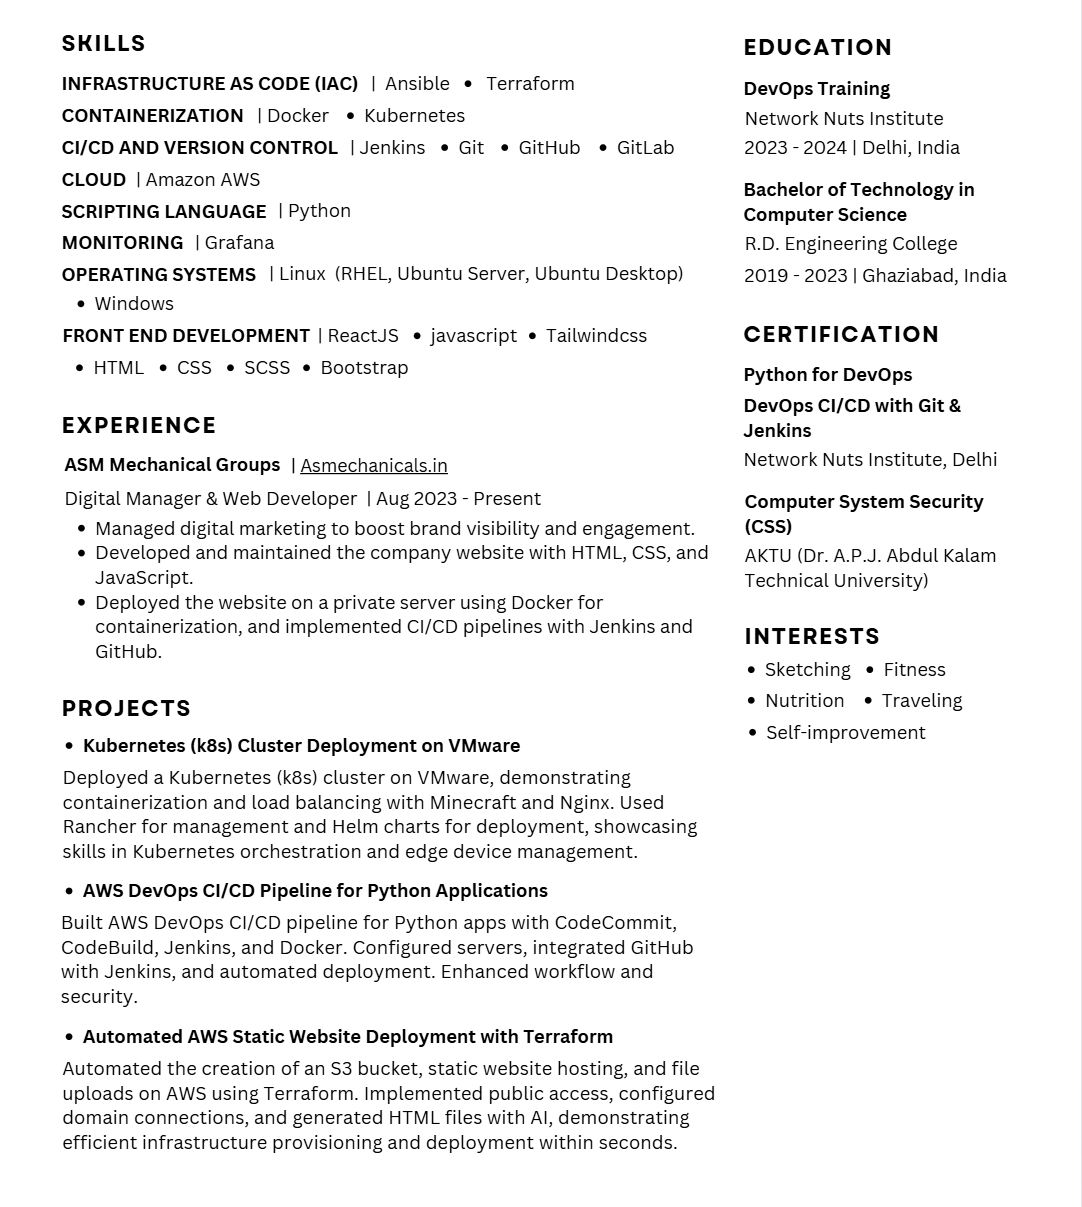 SKILLS
INFRASTRUCTURE AS CODE (IAC) | Ansible • Terraform
CONTAINERIZATION | Docker • Kubernetes
CI/CD AND VERSION CONTROL | Jenkins • Git • GitHub • GitLab
CLOUD | Amazon AWS
SCRIPTING LANGUAGE | Python
MONITORING | Grafana
OPERATING SYSTEMS | Linux (RHEL, Ubuntu Server, Ubuntu Desktop)
• Windows
FRONT END DEVELOPMENT | ReactJS • javascript • Tailwindcss
• HTML • CSS • SCSS • Bootstrap
EXPERIENCE
ASM Mechanical Groups | Asmechanicals.in
Digital Manager & Web Developer | Aug 2023 - Present
• Managed digital marketing to boost brand visibility and engagement.
• Developed and maintained the company website with HTML, CSS, and
JavaScript.
• Deployed the website on a private server using Docker for
containerization, and implemented CI/CD pipelines with Jenkins and
GitHub.
PROJECTS
• Kubernetes (k8s) Cluster Deployment on VMware
Deployed a Kubernetes (k8s) cluster on VMware, demonstrating
containerization and load balancing with Minecraft and Nginx. Used
Rancher for management and Helm charts for deployment, showcasing
skills in Kubernetes orchestration and edge device management.
• AWS DevOps CI/CD Pipeline for Python Applications
Built AWS DevOps CI/CD pipeline for Python apps with CodeCommit,
CodeBuild, Jenkins, and Docker. Configured servers, integrated GitHub
with Jenkins, and automated deployment. Enhanced workflow and
security.
• Automated AWS Static Website Deployment with Terraform
Automated the creation of an S3 bucket, static website hosting, and file
uploads on AWS using Terraform. Implemented public access, configured
domain connections, and generated HTML files with AI, demonstrating
efficient infrastructure provisioning and deployment within seconds.
EDUCATION
DevOps Training
Network Nuts Institute
2023 - 2024 | Delhi, India
Bachelor of Technology in
Computer Science
R.D. Engineering College
2019 - 2023 | Ghaziabad, India
CERTIFICATION
Python for DevOps
DevOps CI/CD with Git &
Jenkins
Network Nuts Institute, Delhi
Computer System Security
(CSS)
AKTU (Dr. A.P.J. Abdul Kalam
Technical University)
INTERESTS
• Sketching • Fitness
• Nutrition • Traveling
• Self-improvement